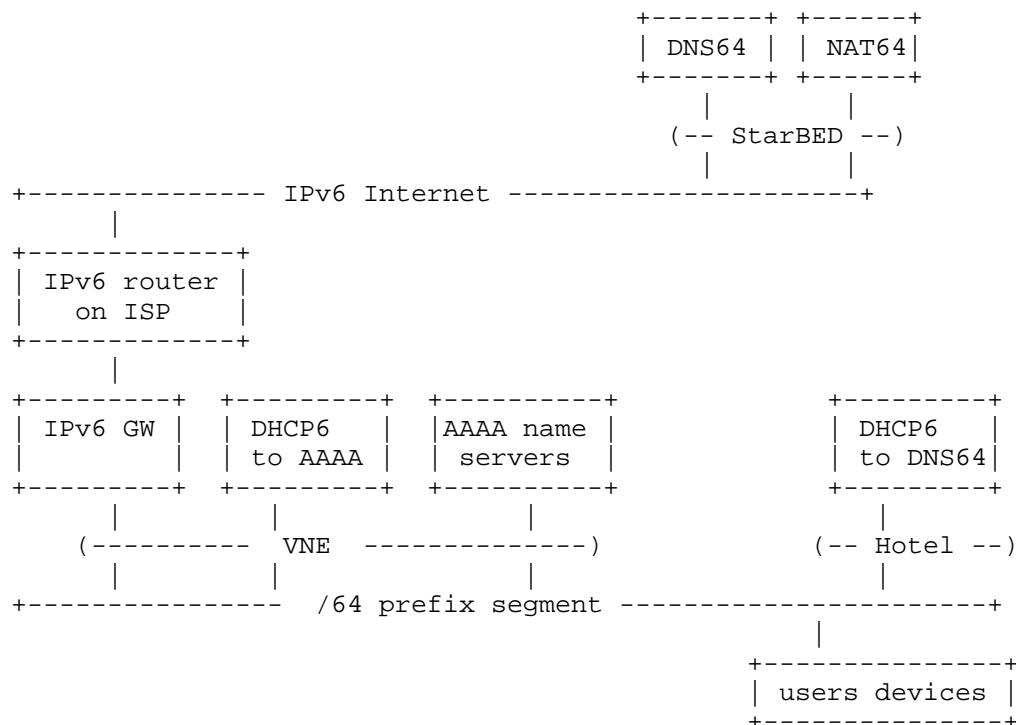 +-------+ +------+
| DNS64 | | NAT64|
+-------+ +------+
|        |
(-- StarBED --)
|        |
+--------------- IPv6 Internet ----------------------+
|
+-------------+
| IPv6 router |
|   on ISP    |
+-------------+
|
+---------+  +---------+  +----------+             +---------+
| IPv6 GW |  | DHCP6   |  |AAAA name |             | DHCP6   |
|         |  | to AAAA |  | servers  |             | to DNS64|
+---------+  +---------+  +----------+             +---------+
|         |               |                     |
(---------- VNE --------------)             (-- Hotel --)
|         |               |                     |
+---------------- /64 prefix segment -----------------------+
|
+---------------+
| users devices |
+---------------+